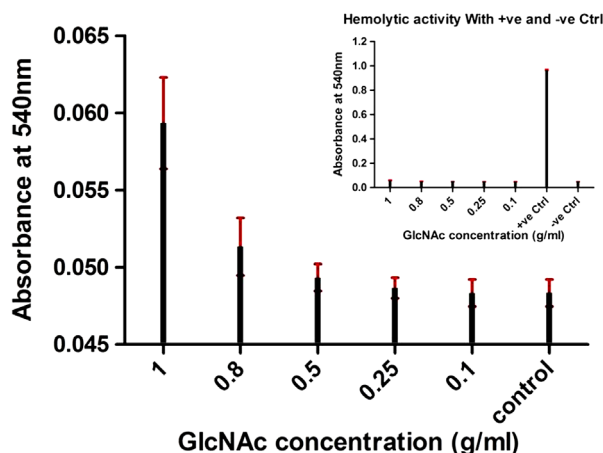 Hemolytic activity With +ve and -ve Ctrl
Absorbance at 540nm
1.2
1.0
0.8
0.6
0.4
0.2
0.0
1
0.8
0.5
0.25
0.1
+ve Ctrl
-ve Ctrl
GlcNAc concentration (g/ml)
Absorbance at 540nm
0.065
0.060
0.055
0.050
0.045
1
0.8
0.5
0.25
0.1
control
GlcNAc concentration (g/ml)